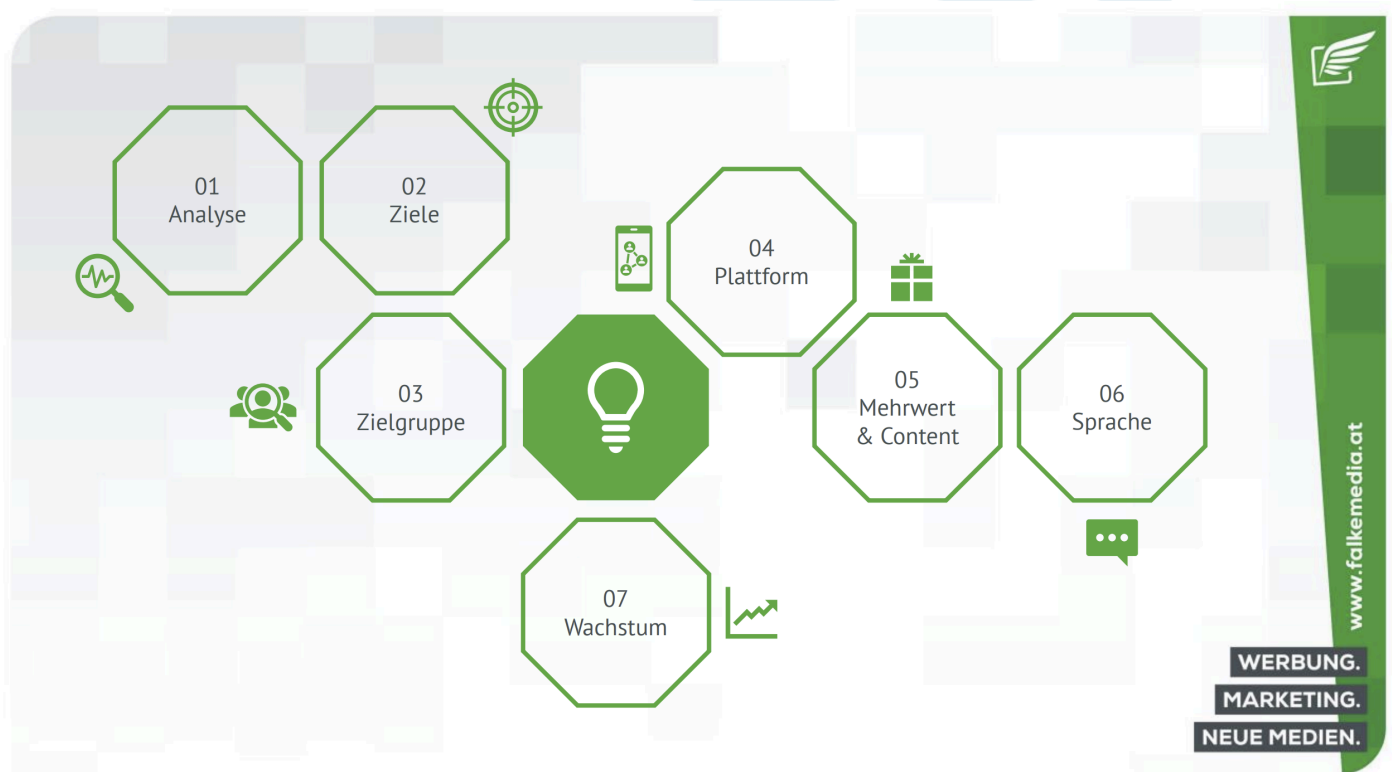 01
Analyse
02
Ziele
03
Zielgruppe
04
Plattform
05
Mehrwert
& Content
06
Sprache
07
Wachstum
www.falkemedia.at
WERBUNG.
MARKETING.
NEUE MEDIEN.